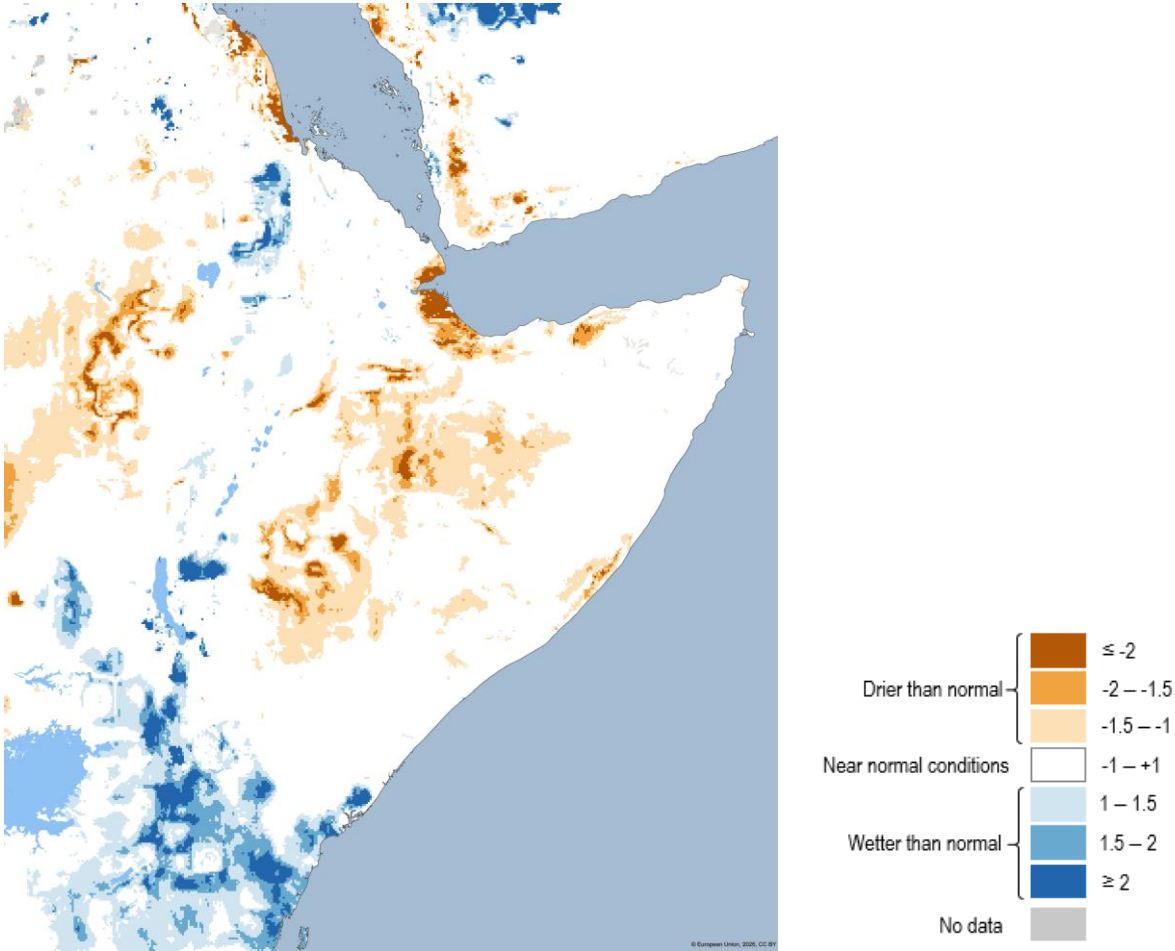 © European Union, 2026, CC BY
Drier than normal
≤ -2
-2 – -1.5
-1.5 – -1
Near normal conditions
-1 – +1
Wetter than normal
1 – 1.5
1.5 – 2
≥ 2
No data